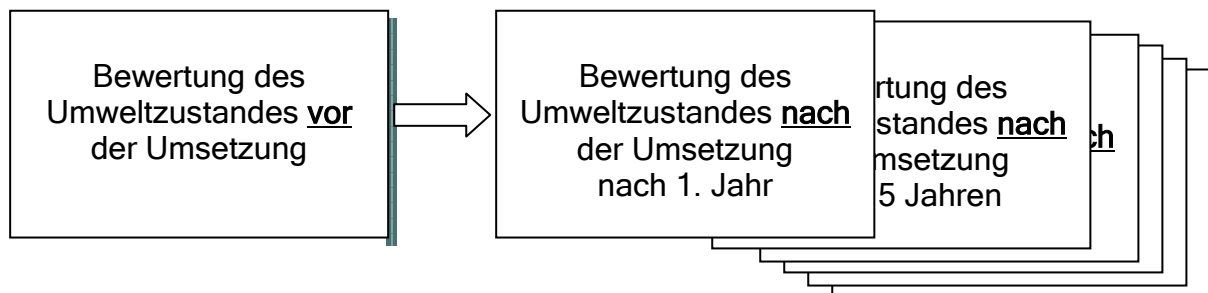 Bewertung des
Umweltzustandes vor
der Umsetzung
Bewertung des
Umweltzustandes nach
der Umsetzung
nach 1. Jahr
rtung des
standes nach
msetzung
5 Jahren
ch